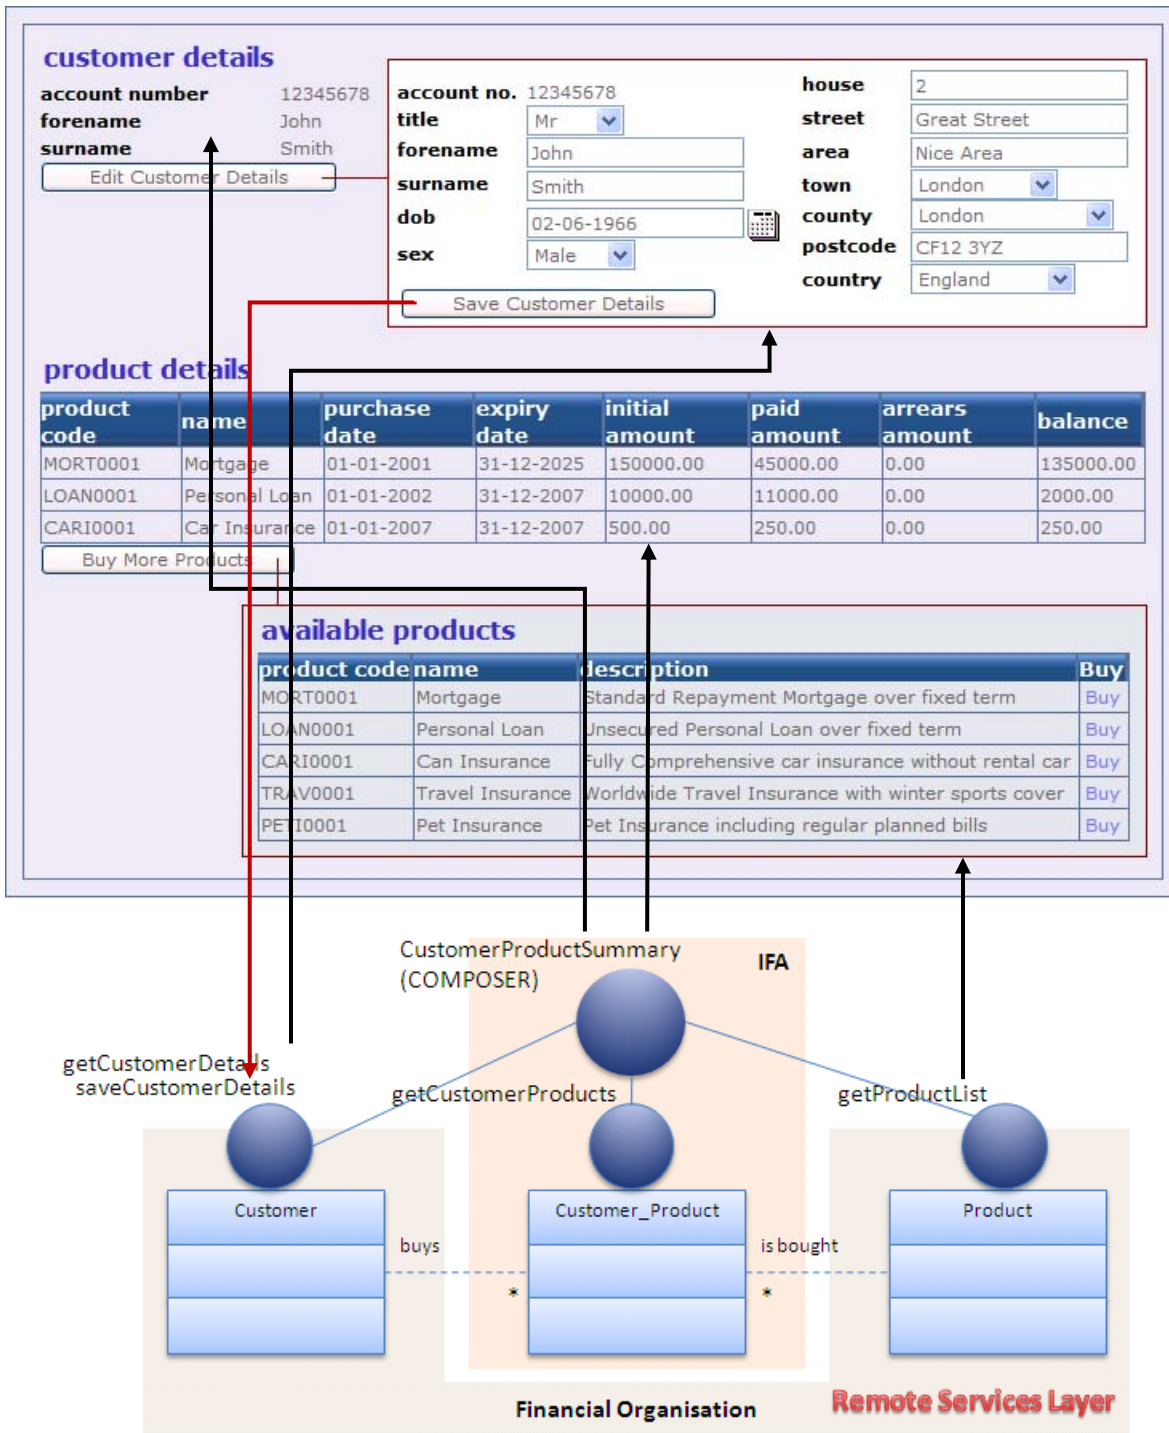 customer details
account number 12345678
forename John
surname Smith
Edit Customer Details
account no. 12345678
title Mr
forename John
surname Smith
dob 02-06-1966
sex Male
Save Customer Details
house 2
street Great Street
area Nice Area
town London
county London
postcode CF12 3YZ
country England
product details
product code name purchase date expiry date initial amount paid amount arrears amount balance
MORT0001 Mortgage 01-01-2001 31-12-2025 150000.00 45000.00 0.00 135000.00
LOAN0001 Personal Loan 01-01-2002 31-12-2007 10000.00 11000.00 0.00 2000.00
CARI0001 Car Insurance 01-01-2007 31-12-2007 500.00 250.00 0.00 250.00
Buy More Products
available products
product code name description Buy
MORT0001 Mortgage Standard Repayment Mortgage over fixed term Buy
LOAN0001 Personal Loan Unsecured Personal Loan over fixed term Buy
CARI0001 Can Insurance Fully Comprehensive car insurance without rental car Buy
TRAV0001 Travel Insurance Worldwide Travel Insurance with winter sports cover Buy
PETI0001 Pet Insurance Pet Insurance including regular planned bills Buy
CustomerProductSummary
(COMPOSER)
IFA
getCustomerDetails
saveCustomerDetails
getCustomerProducts
getProductList
Customer
Customer_Product
Product
buys
is bought
*
*
Financial Organisation
Remote Services Layer